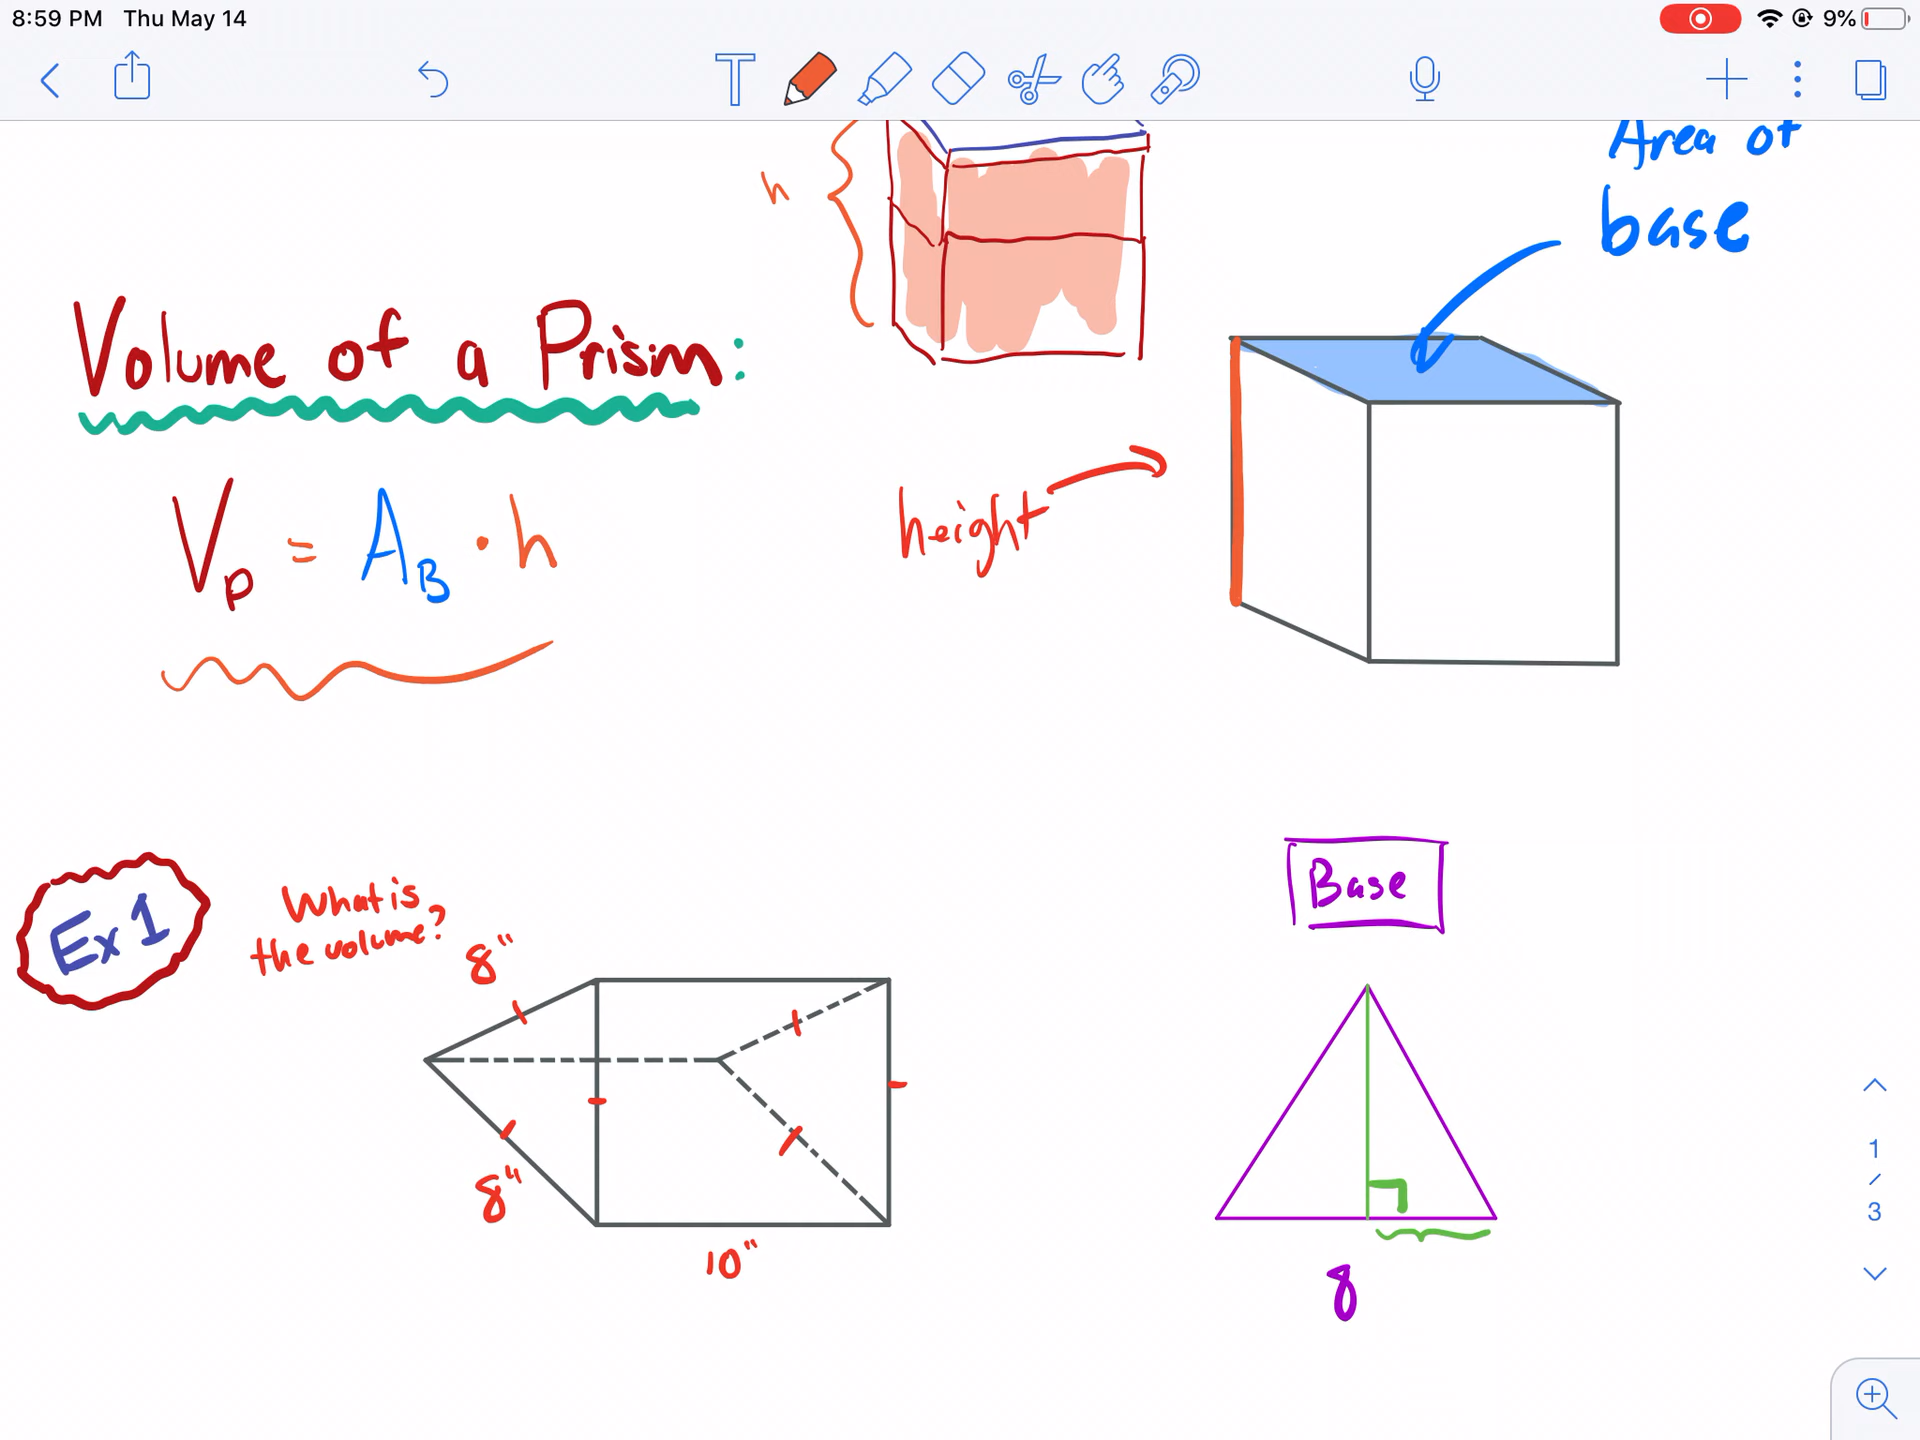 8:59 PM Thu May 14
9%
T
Area of
base
h
Volume of a Prism:
height
Vp = AB · h
Base
Ex 1
What is
the volume?
8"
8"
10"
8
1
/
3